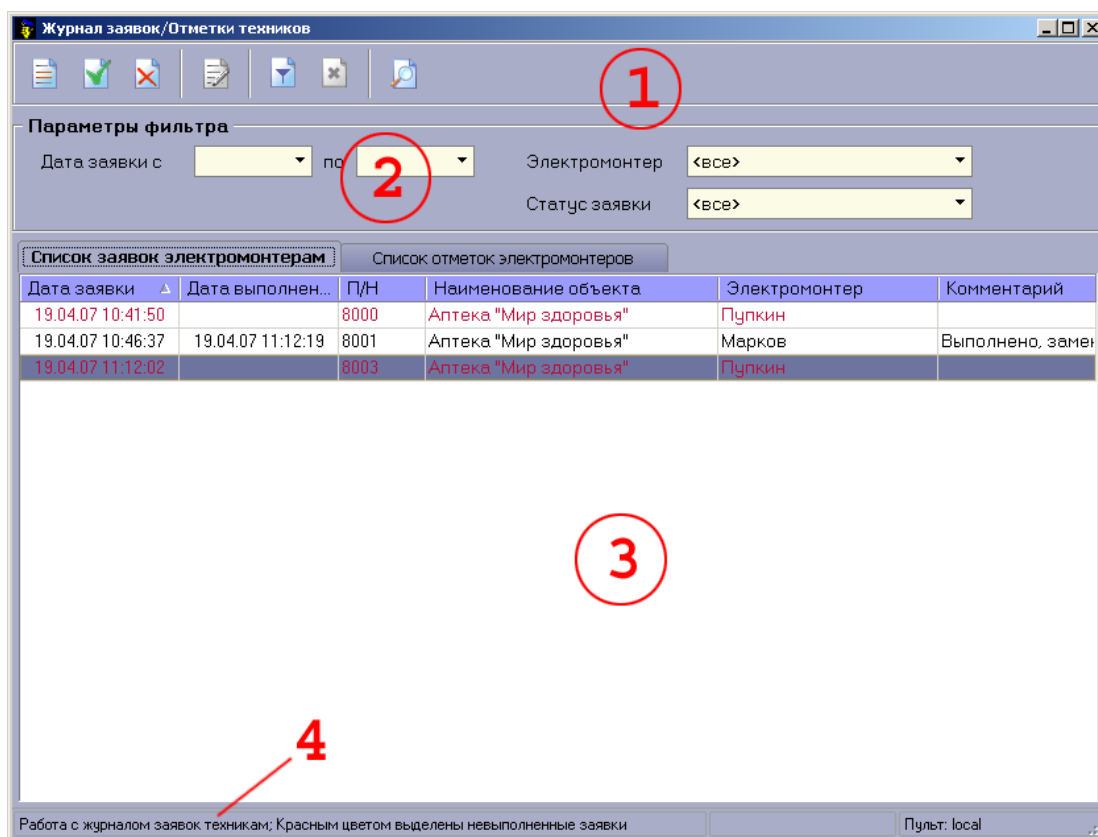 Журнал заявок/Отметки техников
1
Параметры фильтра
Дата заявки с по 2 Электромонтер <все>
Статус заявки <все>
Список заявок электромонтерам Список отметок электромонтеров
Дата заявки Дата выполнен... П/Н Наименование объекта Электромонтер Комментарий
19.04.07 10:41:50 8000 Аптека "Мир здоровья" Пупкин
19.04.07 10:46:37 19.04.07 11:12:19 8001 Аптека "Мир здоровья" Марков Выполнено, замен
19.04.07 11:12:02 8003 Аптека "Мир здоровья" Пупкин
3
4
Работа с журналом заявок техникам; Красным цветом выделены невыполненные заявки Пульт: local